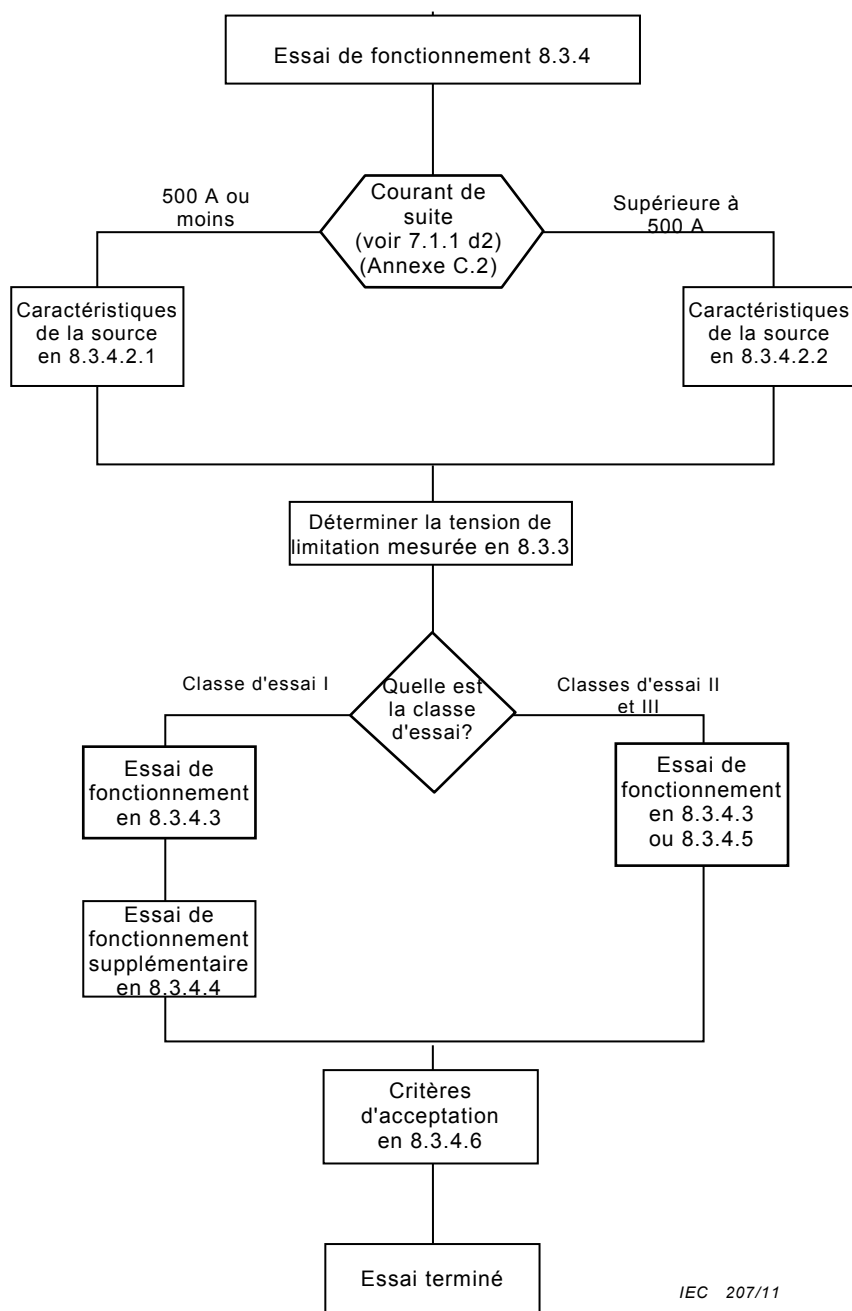 Essai de fonctionnement 8.3.4
500 A ou
moins
Courant de
suite
(voir 7.1.1 d2)
(Annexe C.2)
Supérieure à
500 A
Caractéristiques
de la source
en 8.3.4.2.1
Caractéristiques
de la source
en 8.3.4.2.2
Déterminer la tension de
limitation mesurée en 8.3.3
Classe d'essai I
Quelle est
la classe
d'essai?
Classes d'essai II
et III
Essai de
fonctionnement
en 8.3.4.3
Essai de
fonctionnement
en 8.3.4.3
ou 8.3.4.5
Essai de
fonctionnement
supplémentaire
en 8.3.4.4
Critères
d'acceptation
en 8.3.4.6
Essai terminé
IEC 207/11